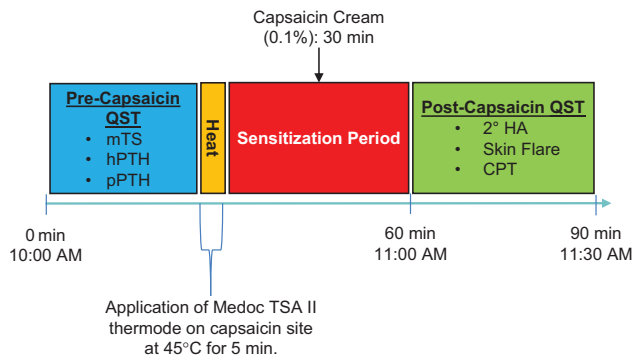 Capsaicin Cream
(0.1%): 30 min
Pre-Capsaicin
QST
• mTS
• hPTH
• pPTH
Heat
Sensitization Period
Post-Capsaicin QST
• 2° HA
• Skin Flare
• CPT
0 min
10:00 AM
60 min
11:00 AM
90 min
11:30 AM
Application of Medoc TSA II
thermode on capsaicin site
at 45°C for 5 min.